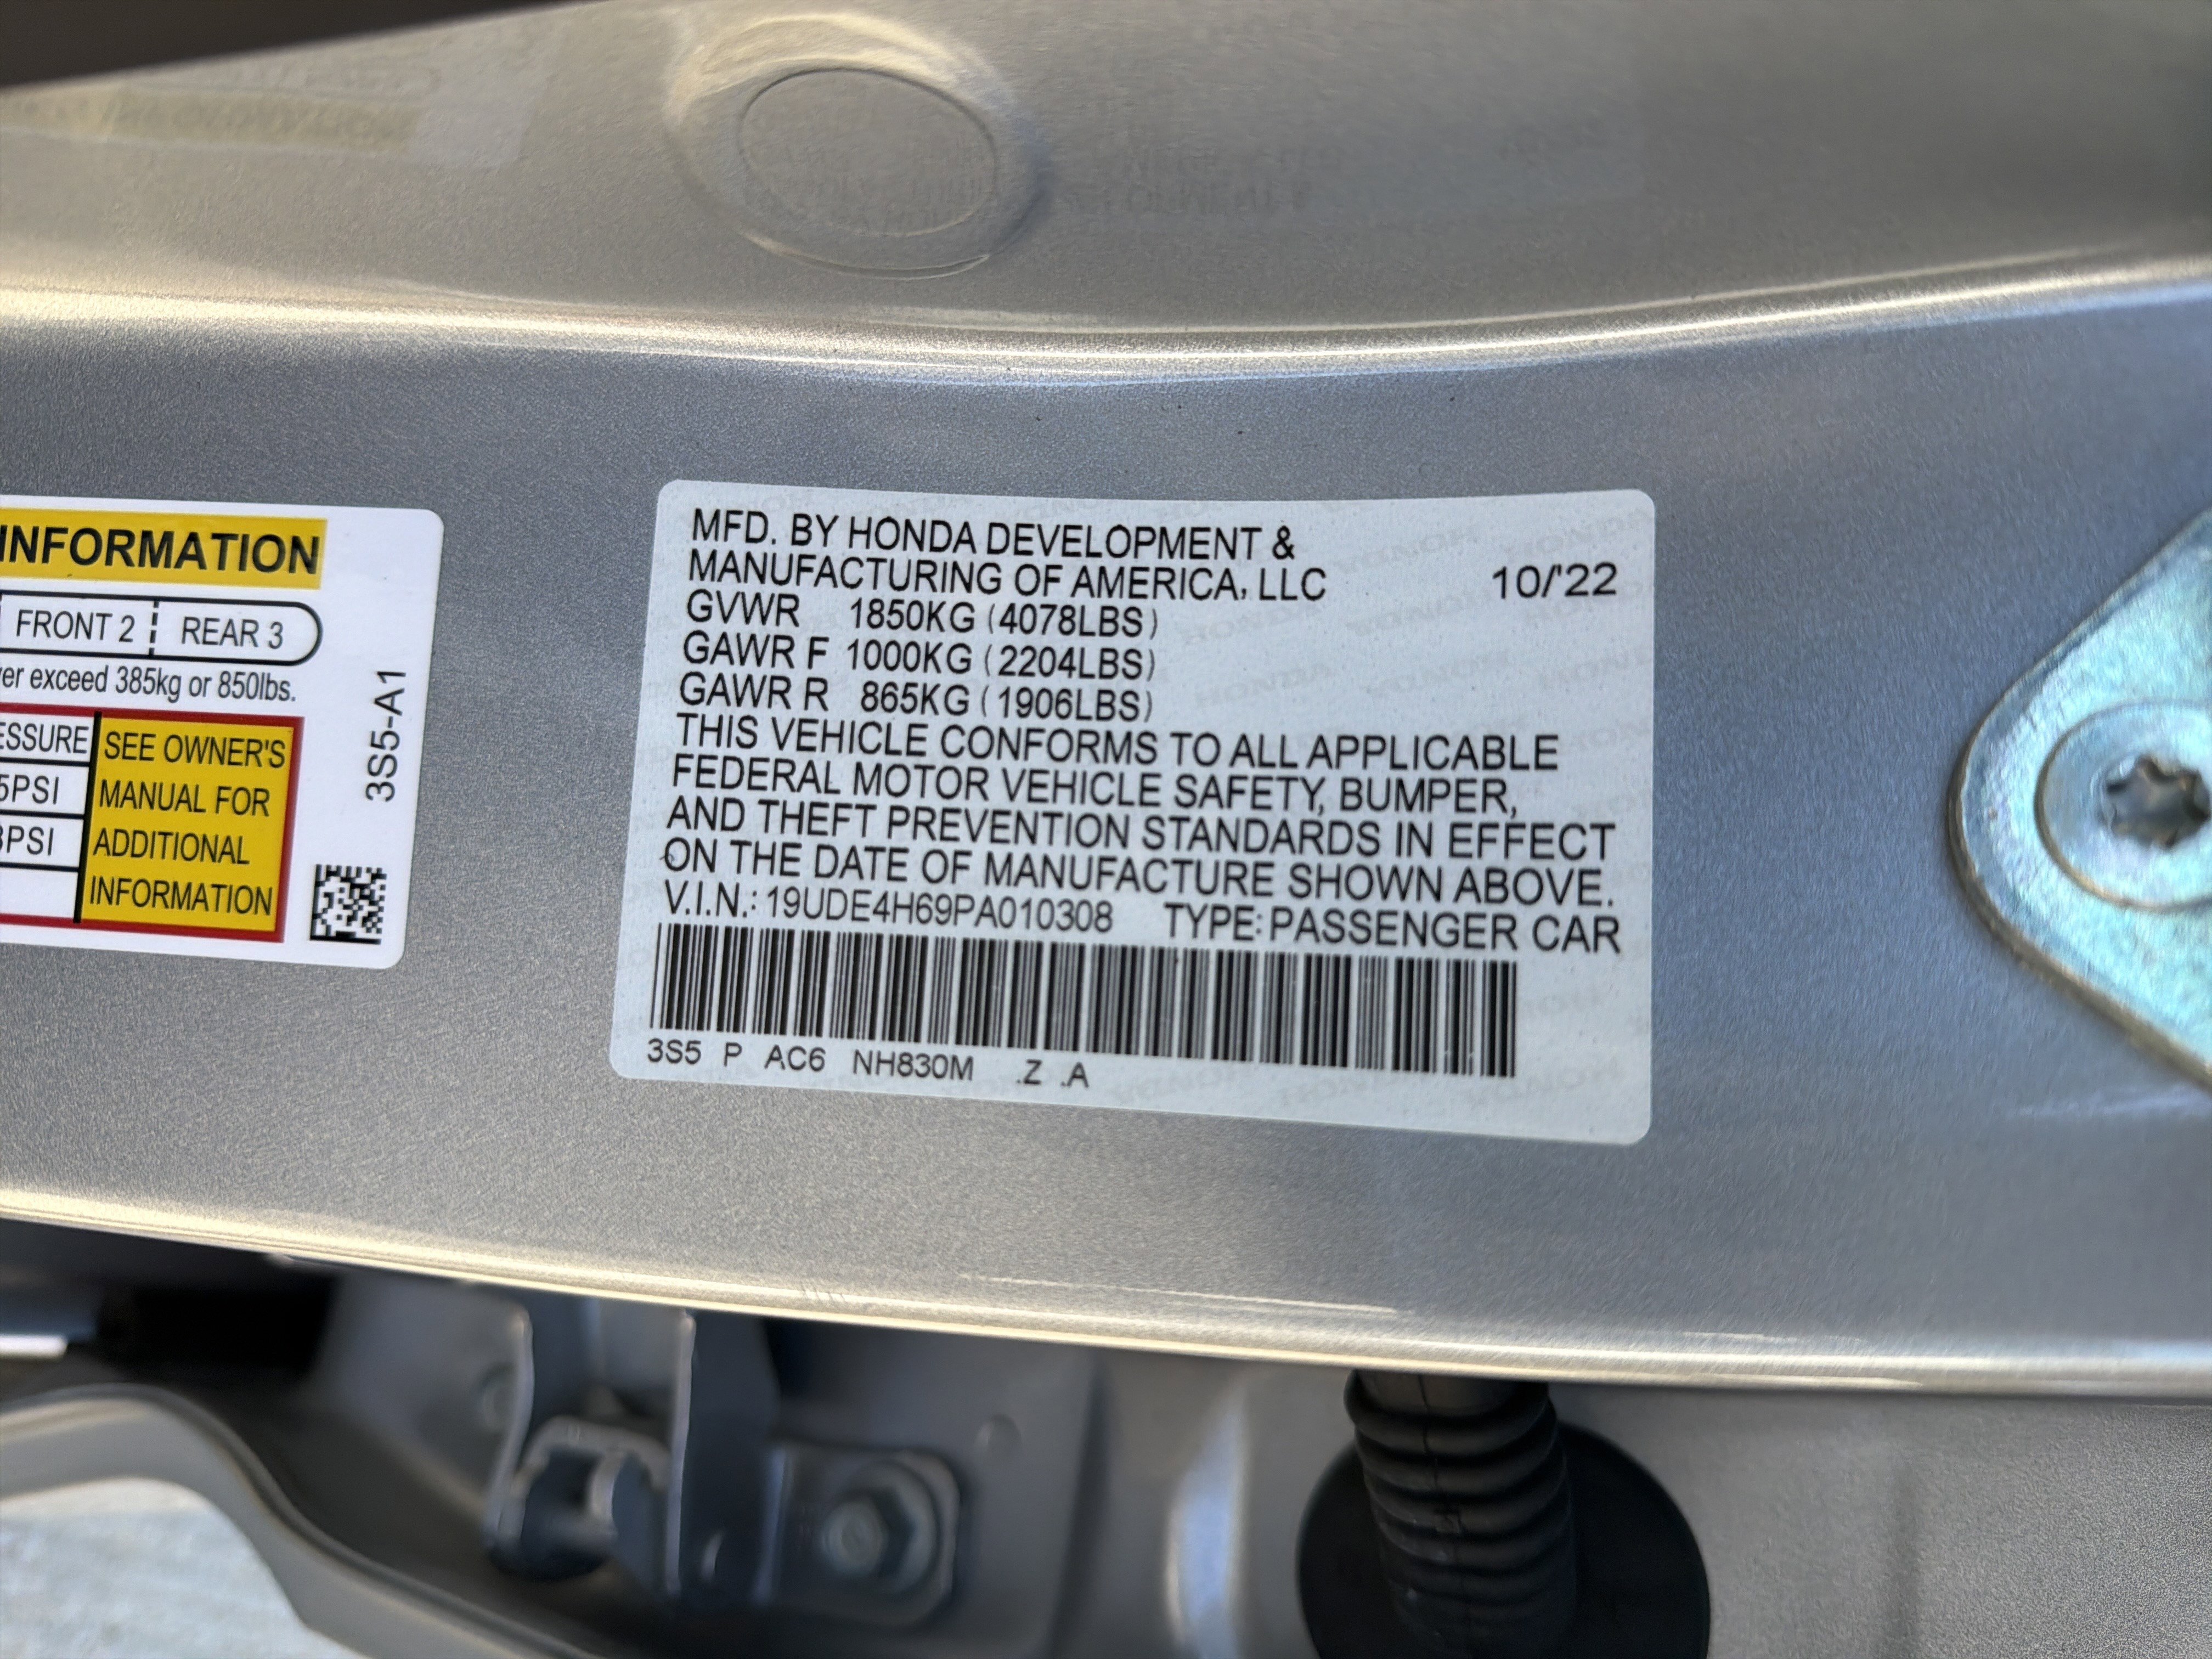 INFORMATION
FRONT 2 REAR 3
er exceed 385kg or 850lbs.
ESSURE
5PSI
PSI
SEE OWNER'S
MANUAL FOR
ADDITIONAL
INFORMATION
3S5-A1
MFD. BY HONDA DEVELOPMENT &
MANUFACTURING OF AMERICA, LLC 10/'22
GVWR 1850KG (4078LBS)
GAWR F 1000KG (2204LBS)
GAWR R 865KG (1906LBS)
THIS VEHICLE CONFORMS TO ALL APPLICABLE
FEDERAL MOTOR VEHICLE SAFETY, BUMPER,
AND THEFT PREVENTION STANDARDS IN EFFECT
ON THE DATE OF MANUFACTURE SHOWN ABOVE.
V.I.N.: 19UDE4H69PA010308 TYPE: PASSENGER CAR
3S5 P AC6 NH830M .Z .A